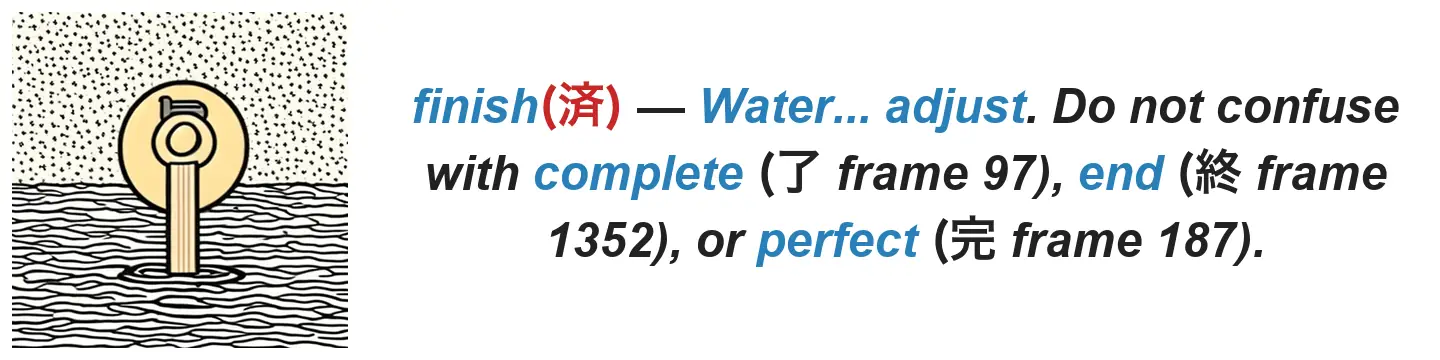 finish(済) — Water... adjust. Do not confuse
with complete (了 frame 97), end (終 frame
1352), or perfect (完 frame 187).